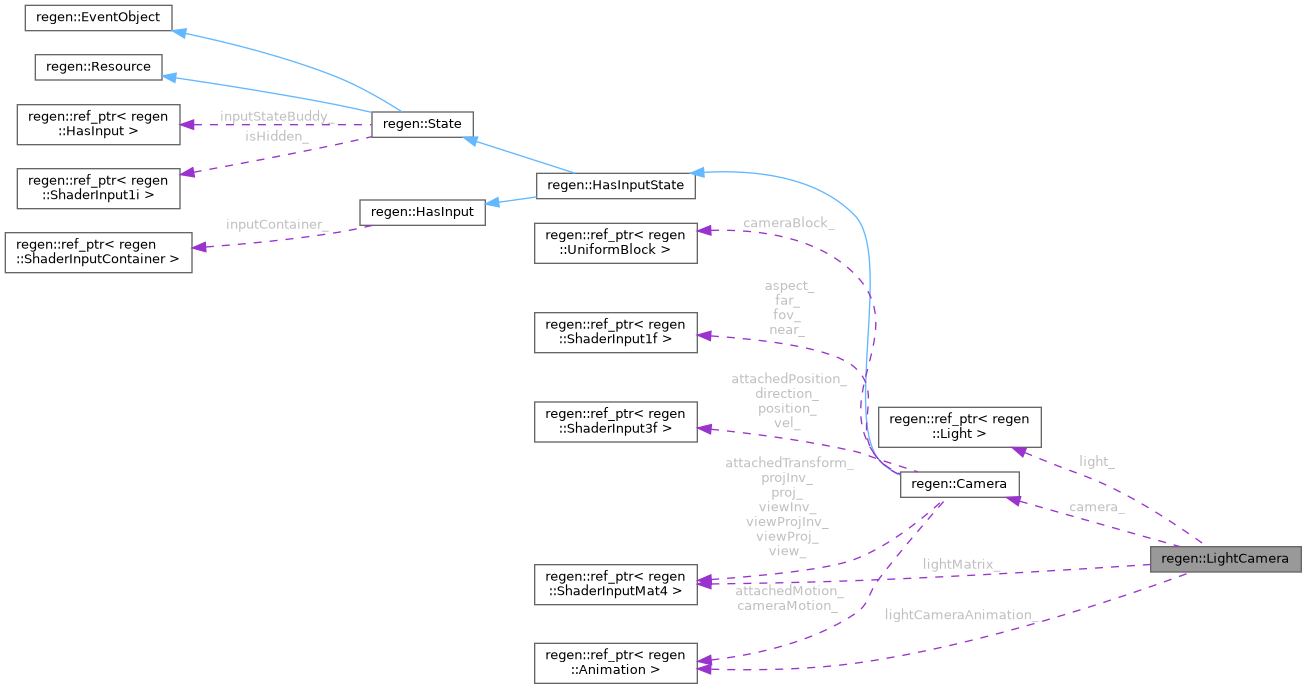 regen::EventObject
regen::Resource
regen::ref_ptr< regen
::HasInput >
inputStateBuddy_
regen::State
isHidden_
regen::ref_ptr< regen
::ShaderInput1i >
regen::HasInputState
regen::HasInput
inputContainer_
regen::ref_ptr< regen
::ShaderInputContainer >
cameraBlock_
regen::ref_ptr< regen
::UniformBlock >
aspect_
far_
fov_
near_
regen::ref_ptr< regen
::ShaderInput1f >
attachedPosition_
direction_
position_
vel_
regen::ref_ptr< regen
::ShaderInput3f >
regen::ref_ptr< regen
::Light >
light_
attachedTransform_
projInv_
proj_
viewInv_
viewProjInv_
viewProj_
view_
regen::Camera
camera_
regen::LightCamera
lightMatrix_
regen::ref_ptr< regen
::ShaderInputMat4 >
attachedMotion_
cameraMotion_
lightCameraAnimation_
regen::ref_ptr< regen
::Animation >